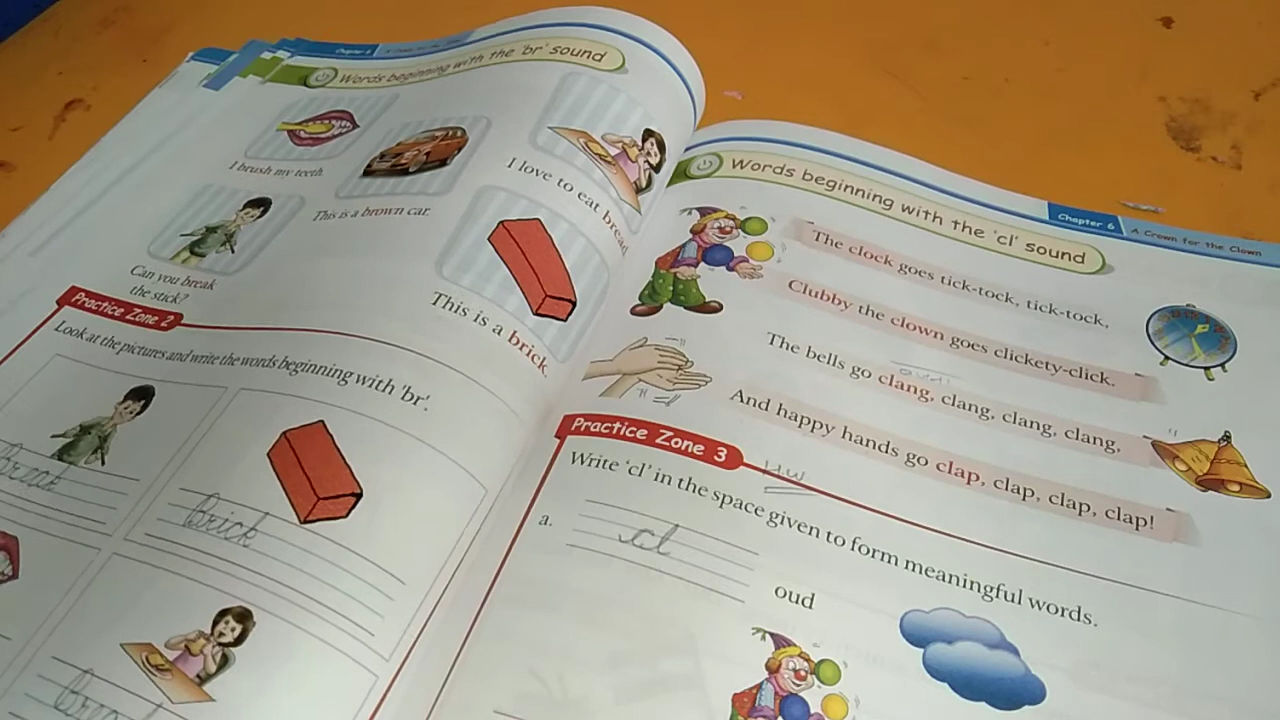 Chapter 6
Words beginning with the 'br' sound
I brush my teeth.
This is a brown car.
I love to eat bread
Can you break
the stick?
This is a brick.
Practice Zone 2
Look at the pictures and write the words beginning with 'br'.
Break
Brick
Chapter 6 A Crown for the Clown
Words beginning with the 'cl' sound
The clock goes tick-tock, tick-tock,
Clubby the clown goes clickety-click.
The bells go clang, clang, clang, clang,
And happy hands go clap, clap, clap, clap!
Practice Zone 3
HW
Write 'cl' in the space given to form meaningful words.
a. cl oud